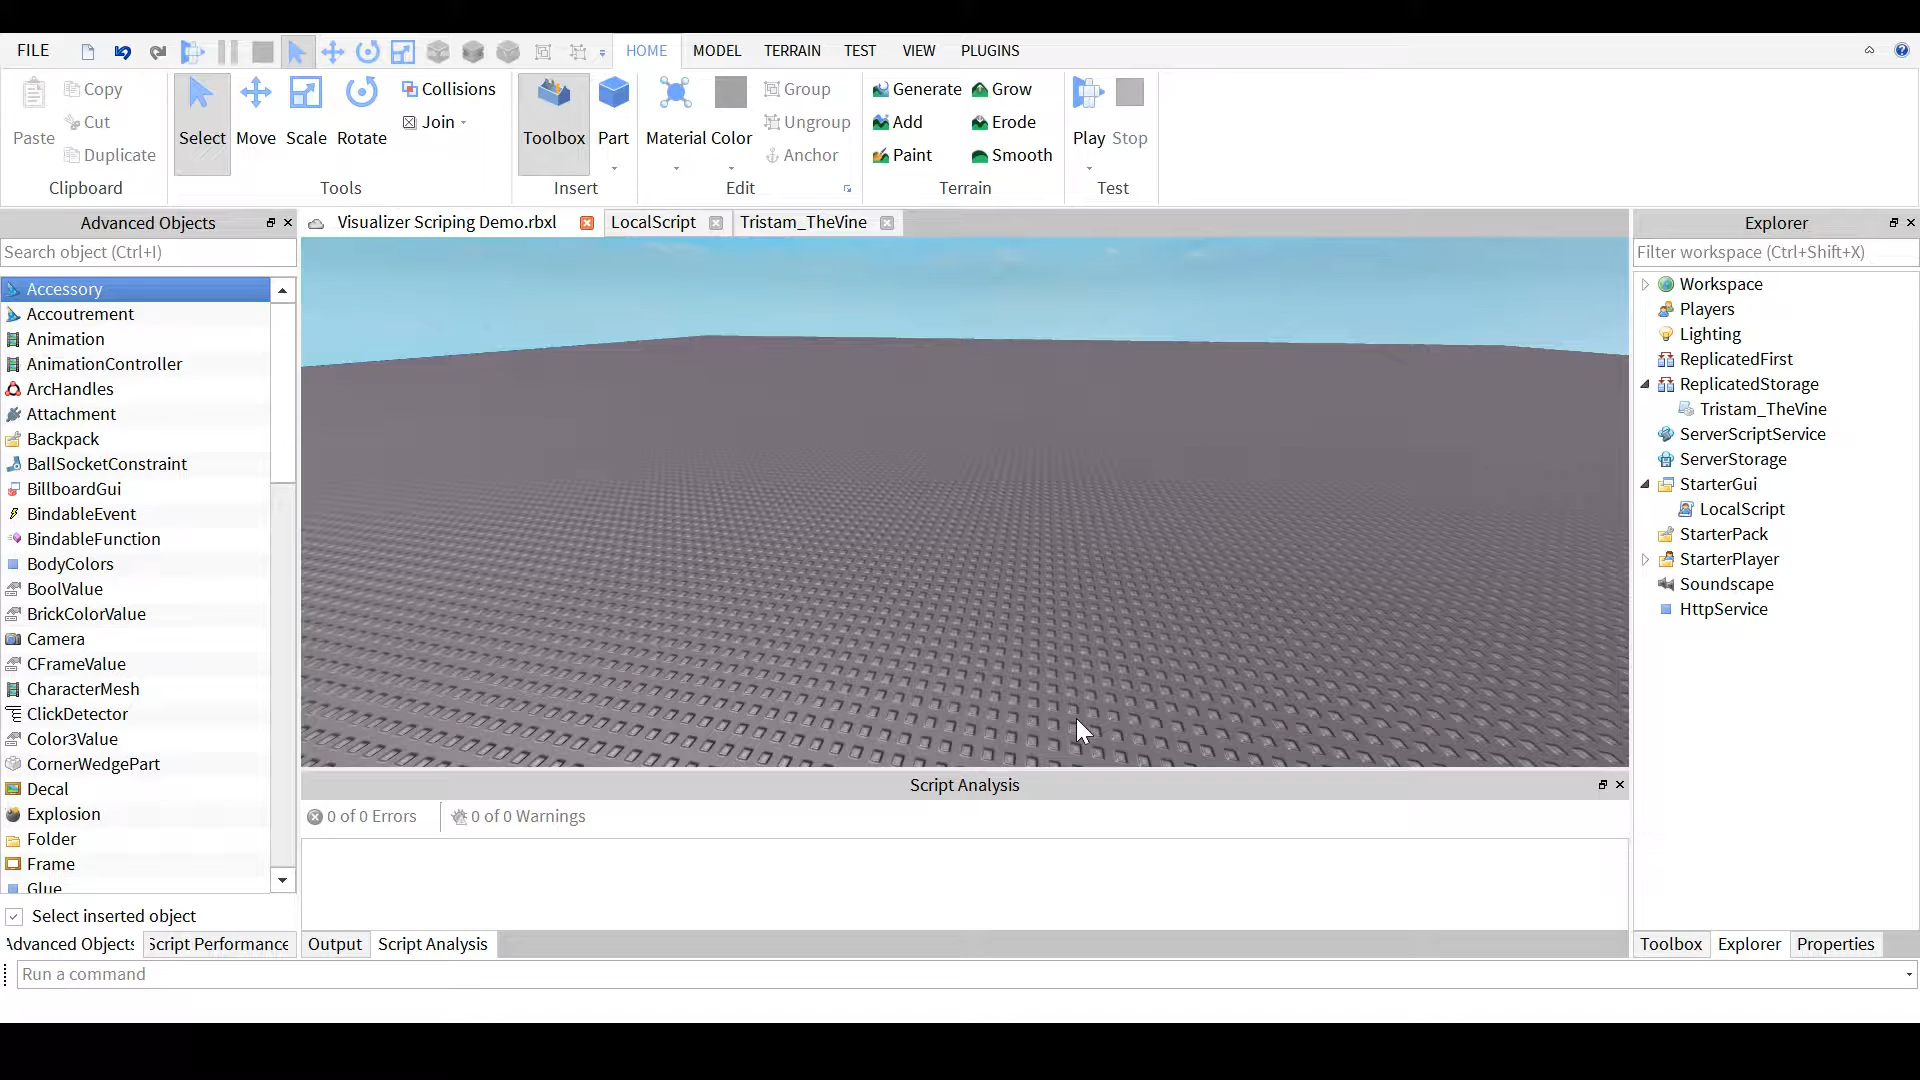 FILE
HOME
MODEL
TERRAIN
TEST
VIEW
PLUGINS
Paste
Copy
Cut
Duplicate
Clipboard
Select
Move
Scale
Rotate
Collisions
Join
Tools
Toolbox
Part
Insert
Material
Color
Group
Ungroup
Anchor
Edit
Generate
Add
Paint
Grow
Erode
Smooth
Terrain
Play
Stop
Test
Advanced Objects
Search object (Ctrl+I)
Accessory
Accoutrement
Animation
AnimationController
ArcHandles
Attachment
Backpack
BallSocketConstraint
BillboardGui
BindableEvent
BindableFunction
BodyColors
BoolValue
BrickColorValue
Camera
CFrameValue
CharacterMesh
ClickDetector
Color3Value
CornerWedgePart
Decal
Explosion
Folder
Frame
Glue
Select inserted object
Advanced Objects
Script Performance
Visualizer Scriping Demo.rbxl
LocalScript
Tristam_TheVine
Script Analysis
0 of 0 Errors
0 of 0 Warnings
Output
Script Analysis
Explorer
Filter workspace (Ctrl+Shift+X)
Workspace
Players
Lighting
ReplicatedFirst
ReplicatedStorage
Tristam_TheVine
ServerScriptService
ServerStorage
StarterGui
LocalScript
StarterPack
StarterPlayer
Soundscape
HttpService
Toolbox
Explorer
Properties
Run a command